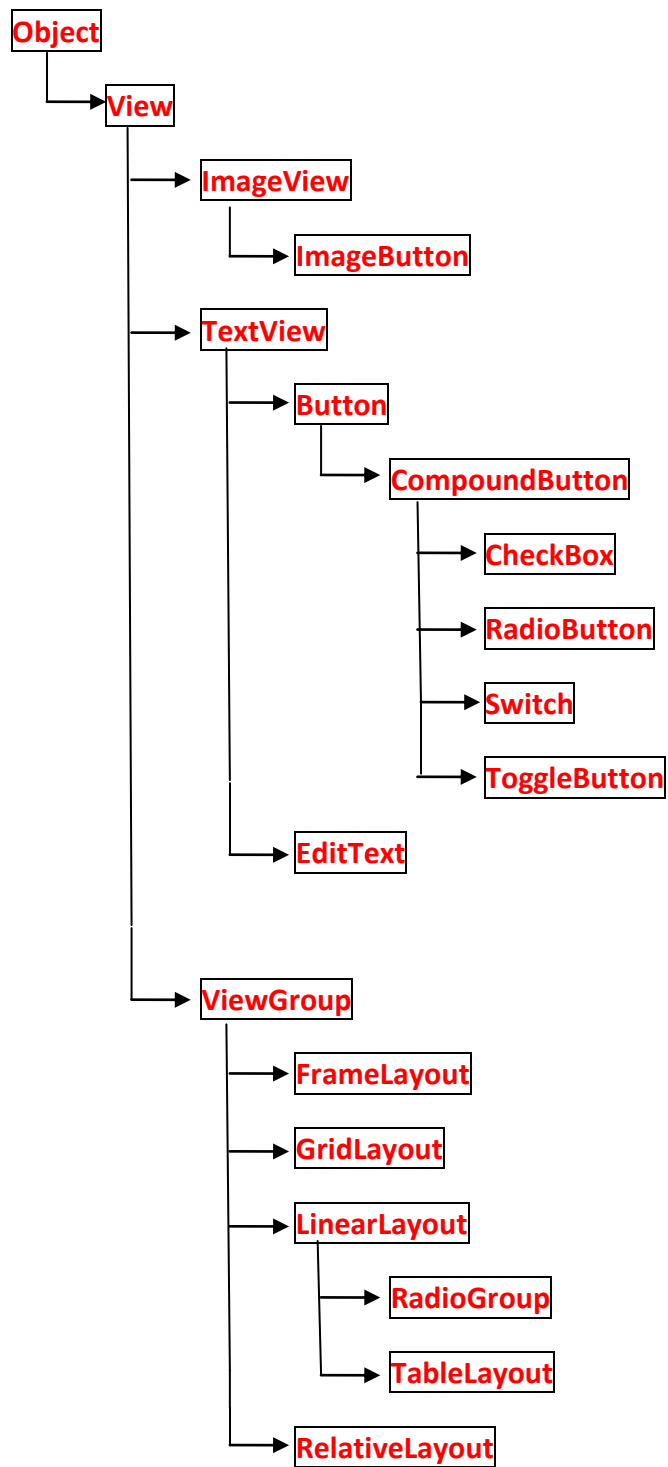 Object
View
ImageView
ImageButton
TextView
Button
CompoundButton
CheckBox
RadioButton
Switch
ToggleButton
EditText
ViewGroup
FrameLayout
GridLayout
LinearLayout
RadioGroup
TableLayout
RelativeLayout